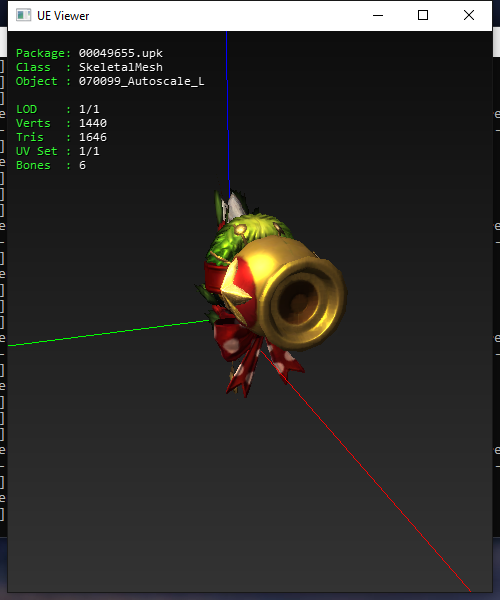 UE Viewer
Package: 00049655.upk
Class  : SkeletalMesh
Object : 070099_Autoscale_L
LOD    : 1/1
Verts  : 1440
Tris   : 1646
UV Set : 1/1
Bones  : 6